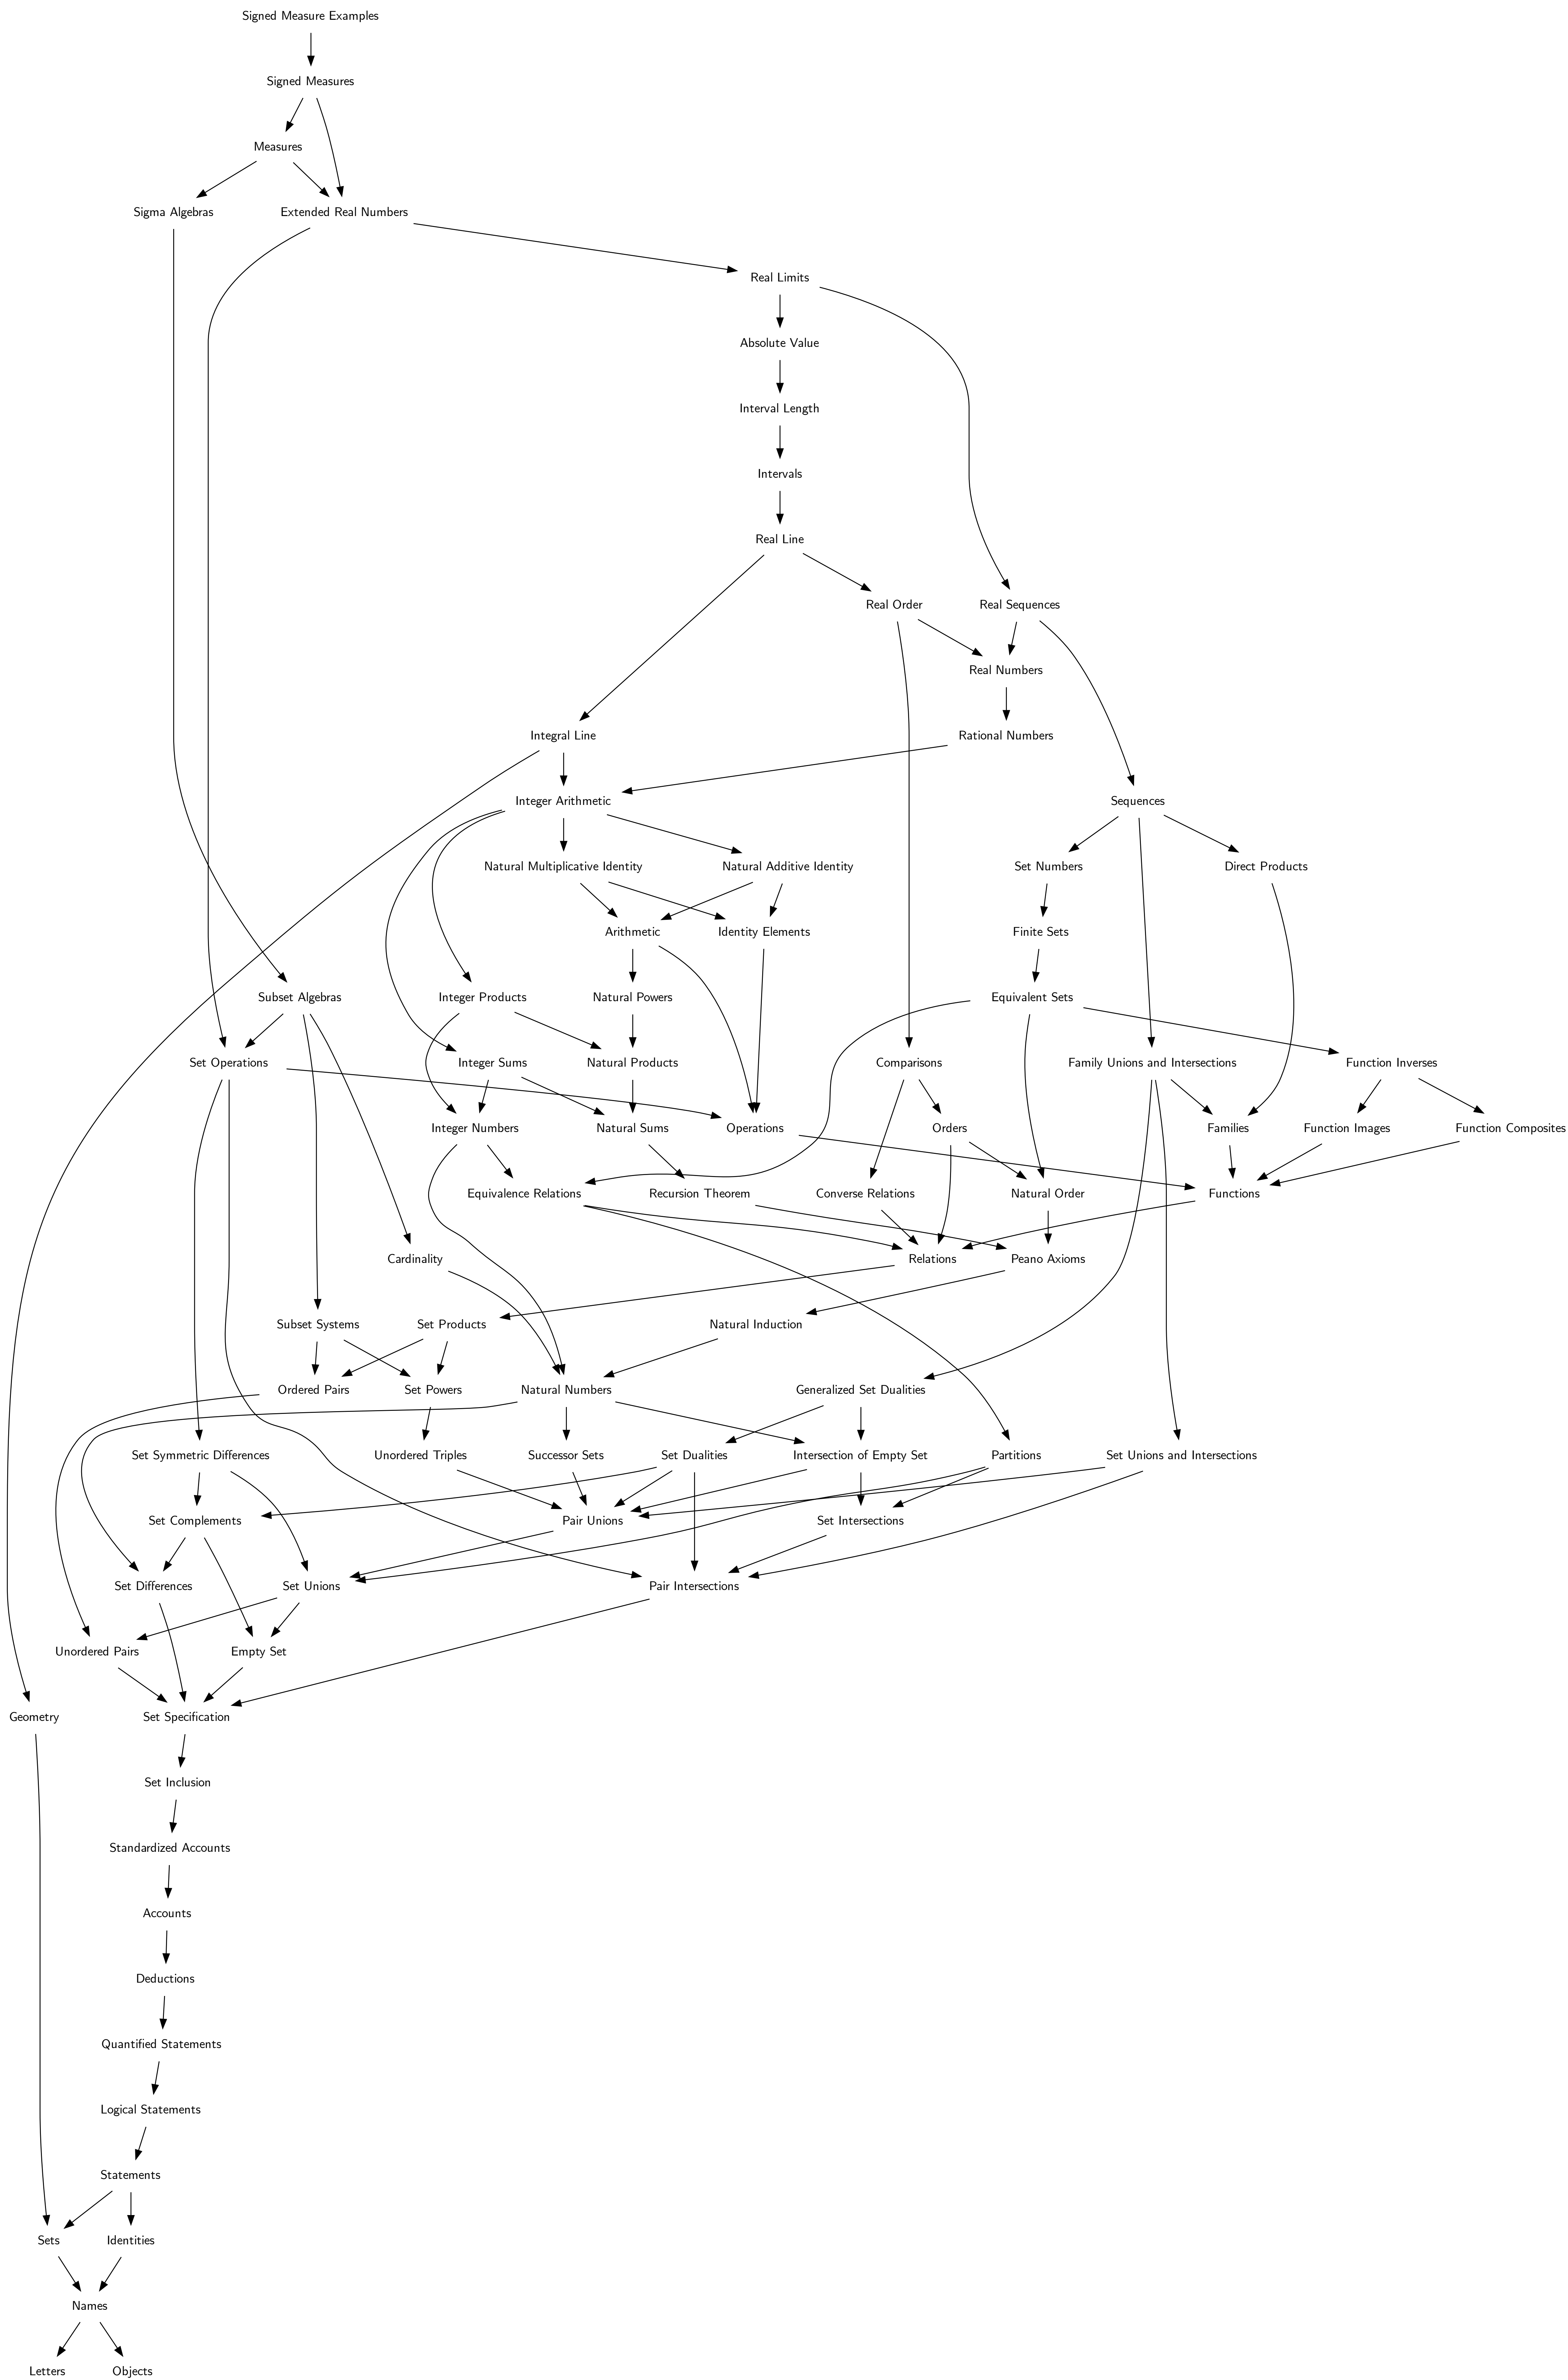 Signed Measure Examples
Signed Measures
Measures
Sigma Algebras
Extended Real Numbers
Real Limits
Absolute Value
Interval Length
Intervals
Real Line
Real Order
Real Sequences
Real Numbers
Integral Line
Rational Numbers
Integer Arithmetic
Sequences
Natural Multiplicative Identity
Natural Additive Identity
Set Numbers
Direct Products
Arithmetic
Identity Elements
Finite Sets
Subset Algebras
Integer Products
Natural Powers
Equivalent Sets
Set Operations
Integer Sums
Natural Products
Comparisons
Family Unions and Intersections
Function Inverses
Integer Numbers
Natural Sums
Operations
Orders
Families
Function Images
Function Composites
Equivalence Relations
Recursion Theorem
Converse Relations
Natural Order
Functions
Cardinality
Relations
Peano Axioms
Subset Systems
Set Products
Natural Induction
Ordered Pairs
Set Powers
Natural Numbers
Generalized Set Dualities
Set Symmetric Differences
Unordered Triples
Successor Sets
Set Dualities
Intersection of Empty Set
Partitions
Set Unions and Intersections
Set Complements
Pair Unions
Set Intersections
Set Differences
Set Unions
Pair Intersections
Unordered Pairs
Empty Set
Geometry
Set Specification
Set Inclusion
Standardized Accounts
Accounts
Deductions
Quantified Statements
Logical Statements
Statements
Sets
Identities
Names
Letters
Objects